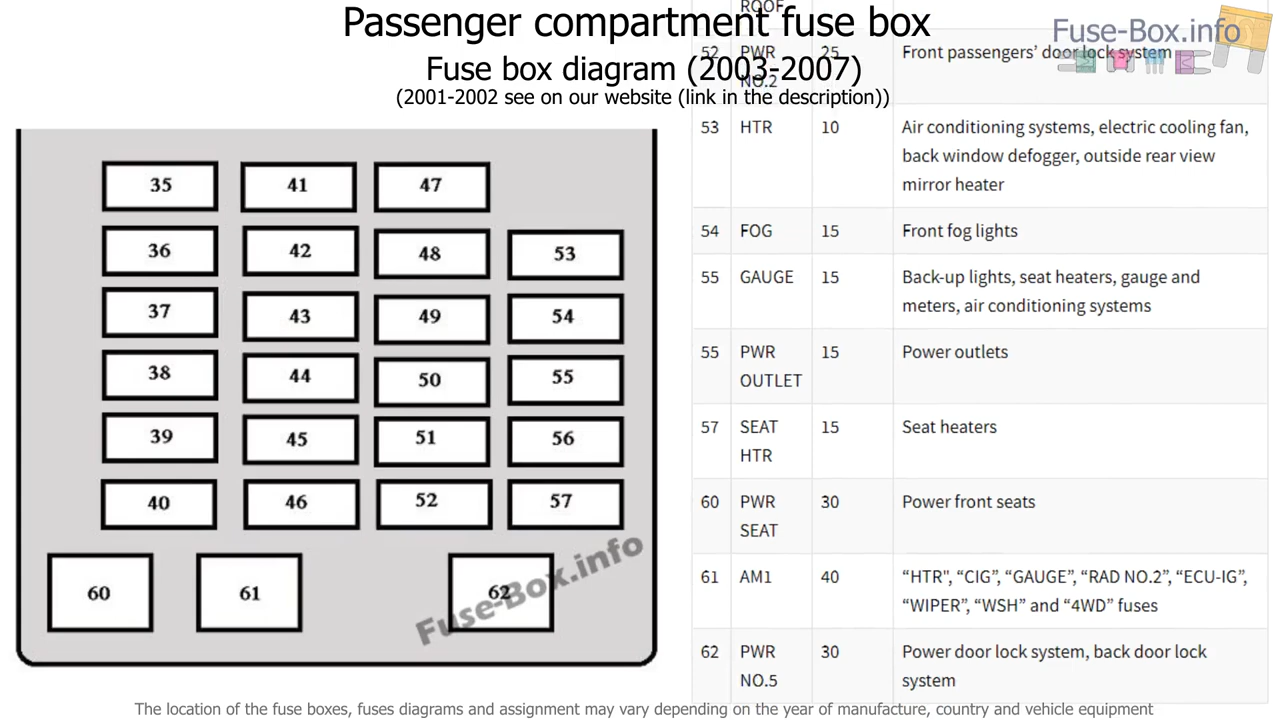 Passenger compartment fuse box
Fuse box diagram (2003-2007)
(2001-2002 see on our website (link in the description))
Fuse-Box.info
35
41
47
36
42
48
53
37
43
49
54
38
44
50
55
39
45
51
56
40
46
52
57
60
61
62
Fuse-Box.info
ROOF
52 PWR 25 Front passengers’ door lock system
NO.2
53 HTR 10 Air conditioning systems, electric cooling fan,
back window defogger, outside rear view
mirror heater
54 FOG 15 Front fog lights
55 GAUGE 15 Back-up lights, seat heaters, gauge and
meters, air conditioning systems
55 PWR 15 Power outlets
OUTLET
57 SEAT 15 Seat heaters
HTR
60 PWR 30 Power front seats
SEAT
61 AM1 40 “HTR", “CIG”, “GAUGE”, “RAD NO.2”, “ECU-IG”,
“WIPER”, “WSH” and “4WD” fuses
62 PWR 30 Power door lock system, back door lock
NO.5 system
The location of the fuse boxes, fuses diagrams and assignment may vary depending on the year of manufacture, country and vehicle equipment